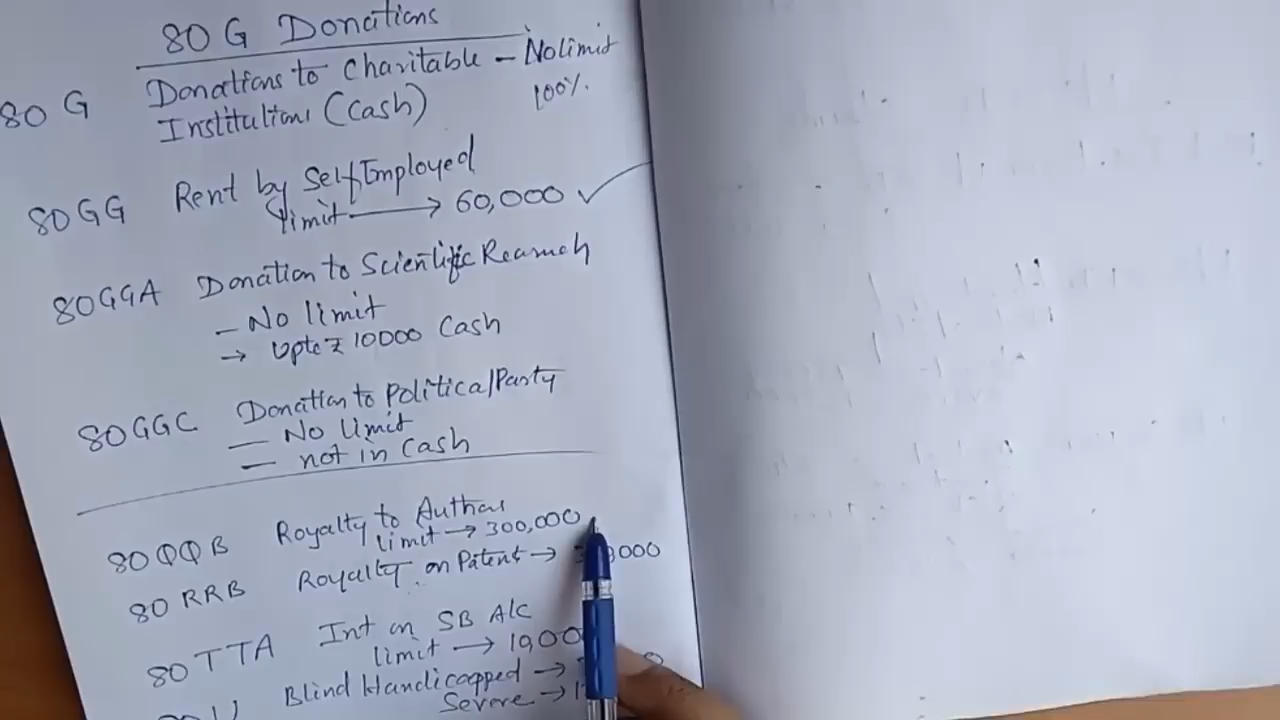 80 G Donations
80 G Donations to Charitable - No limit
Institutions (Cash) 100%.
80 GG Rent by Self Employed
limit → 60,000 ✓
80GGA Donation to Scientific Research
- No limit
→ Upto ₹ 10000 Cash
80GGC Donation to Political Party
— No limit
— not in Cash
80 QQB Royalty to Authors
limit → 300,000
80 RRB Royalty on Patent →
80 TTA Int on SB A/c
limit →
Blind Handicapped →
Severe →